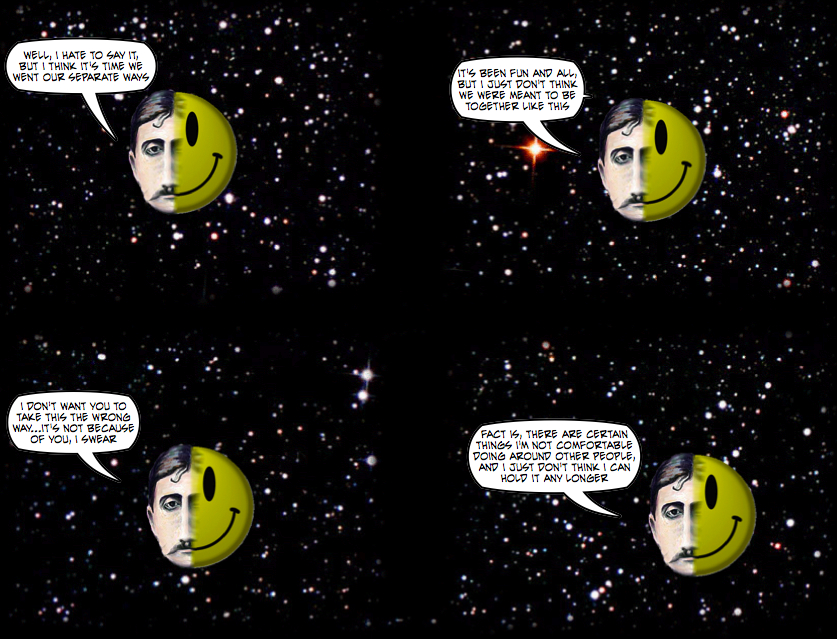 WELL, I HATE TO SAY IT,
BUT I THINK IT'S TIME WE
WENT OUR SEPARATE WAYS
IT'S BEEN FUN AND ALL,
BUT I JUST DON'T THINK
WE WERE MEANT TO BE
TOGETHER LIKE THIS
I DON'T WANT YOU TO
TAKE THIS THE WRONG
WAY...IT'S NOT BECAUSE
OF YOU, I SWEAR
FACT IS, THERE ARE CERTAIN
THINGS I'M NOT COMFORTABLE
DOING AROUND OTHER PEOPLE,
AND I JUST DON'T THINK I CAN
HOLD IT ANY LONGER